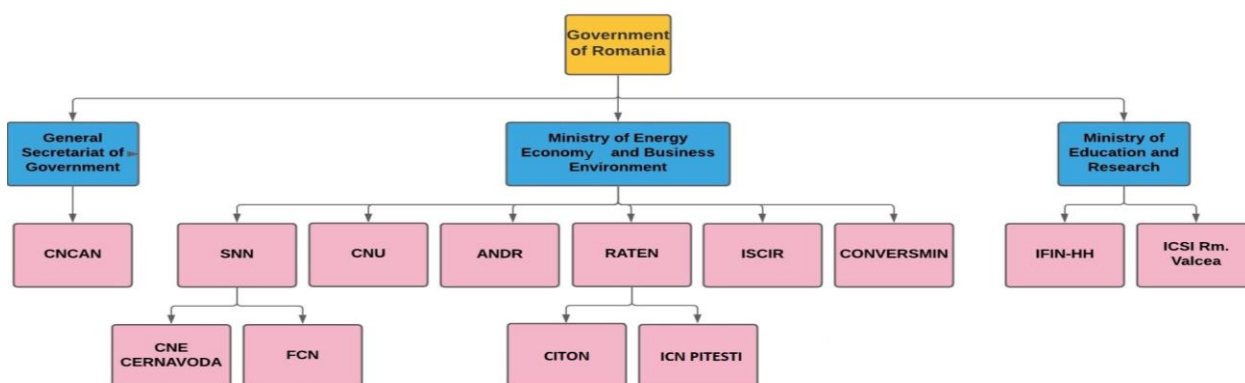 Government
of Romania
General
Secretariat of
Government
Ministry of Energy
Economy and Business
Environment
Ministry of
Education and
Research
CNCAN
SNN
CNU
ANDR
RATEN
ISCIR
CONVERSMIN
IFIN-HH
ICSI Rm.
Valcea
CNE
CERNAVODA
FCN
CITON
ICN PITESTI